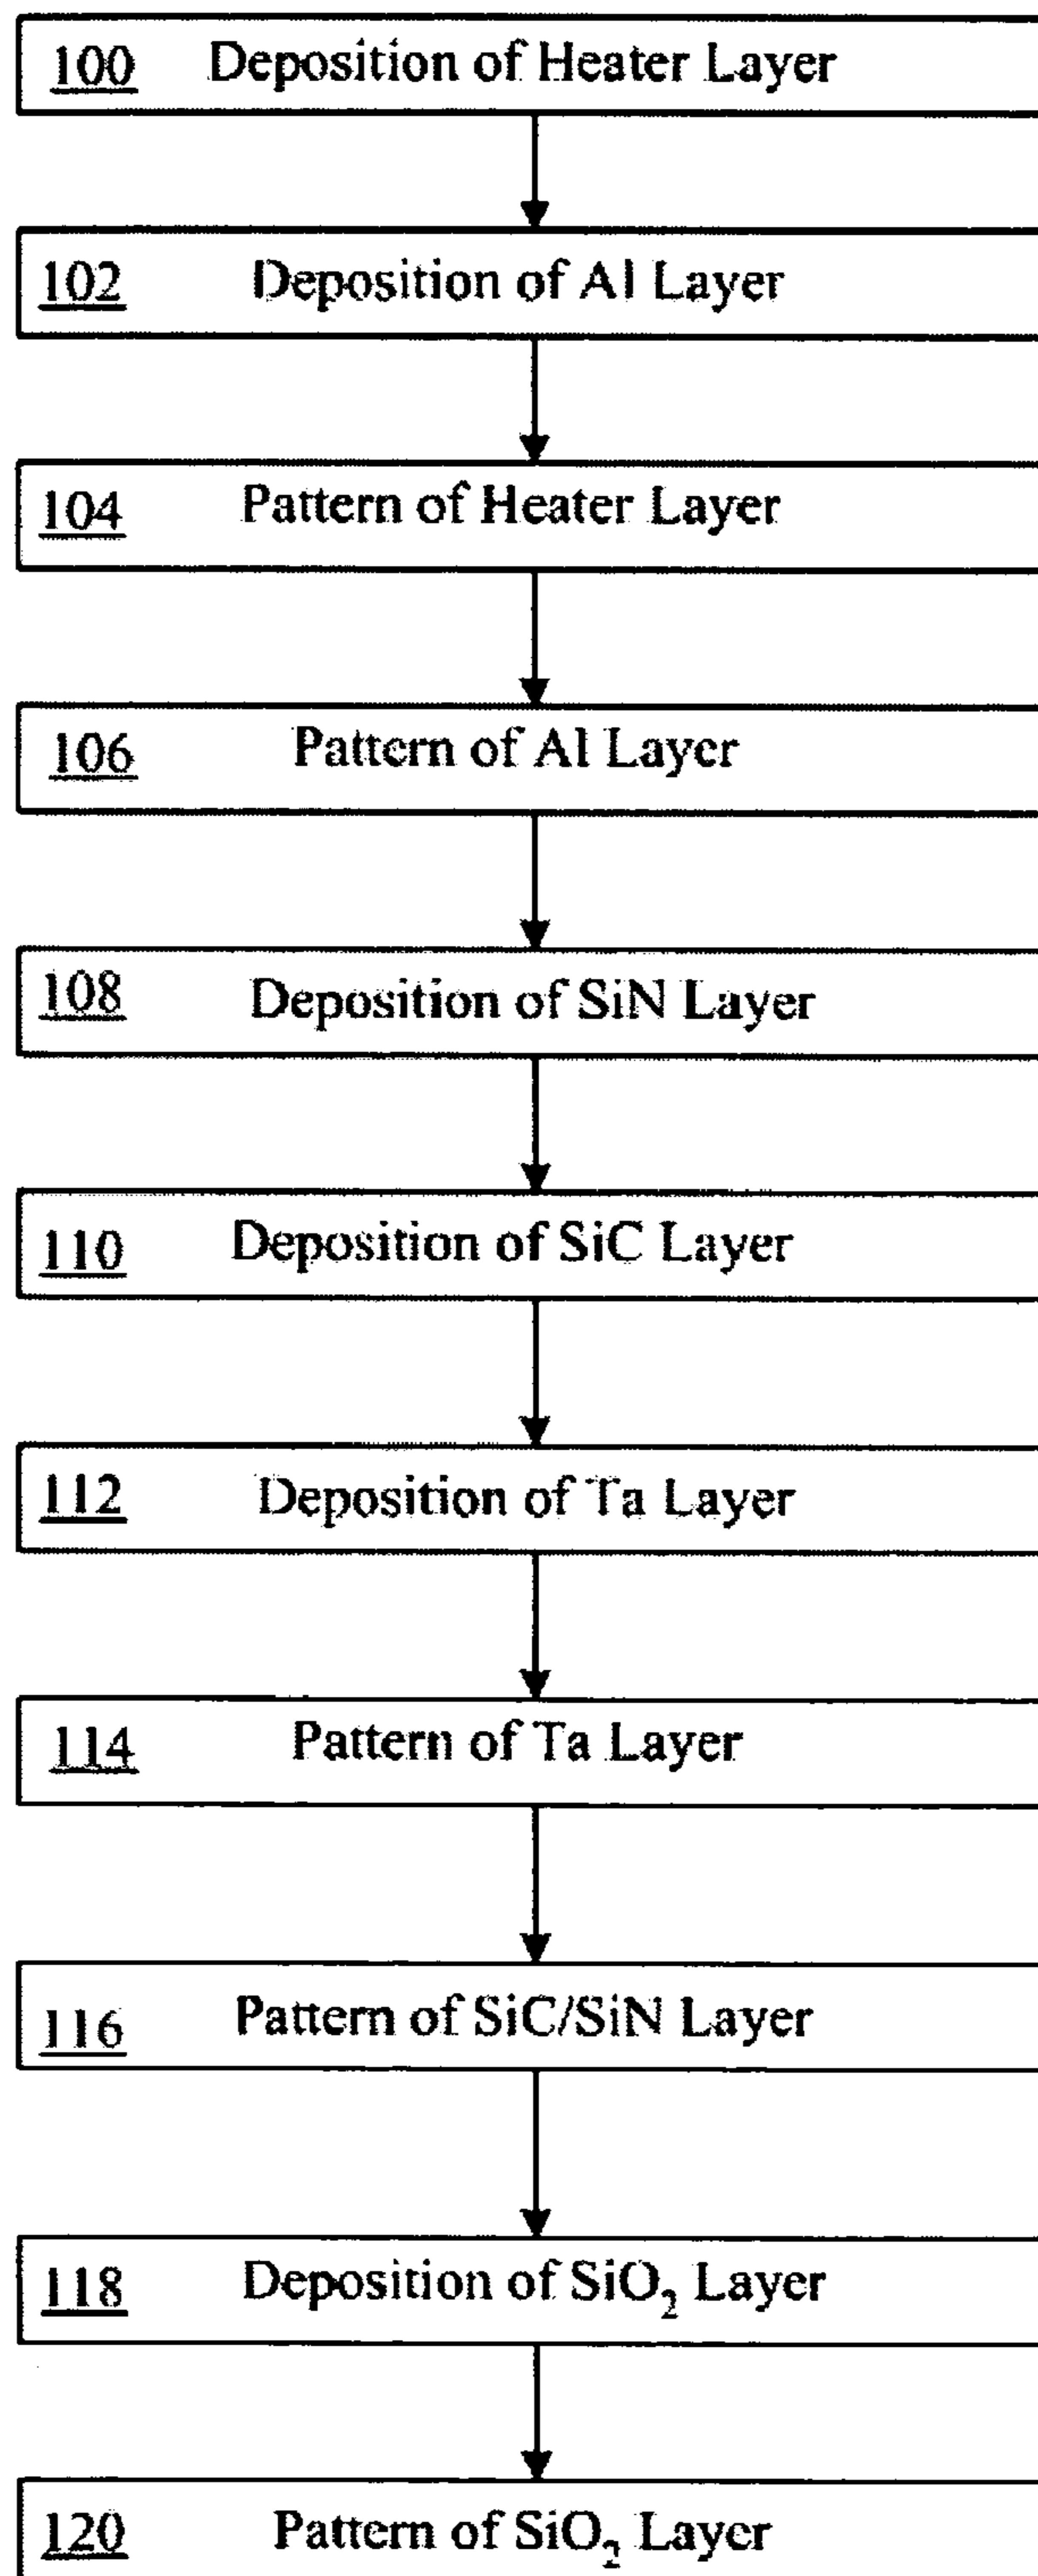 100 Deposition of Heater Layer
102 Deposition of Al Layer
104 Pattern of Heater Layer
106 Pattern of Al Layer
108 Deposition of SiN Layer
110 Deposition of SiC Layer
112 Deposition of Ta Layer
114 Pattern of Ta Layer
116 Pattern of SiC/SiN Layer
118 Deposition of SiO₂ Layer
120 Pattern of SiO₂ Layer